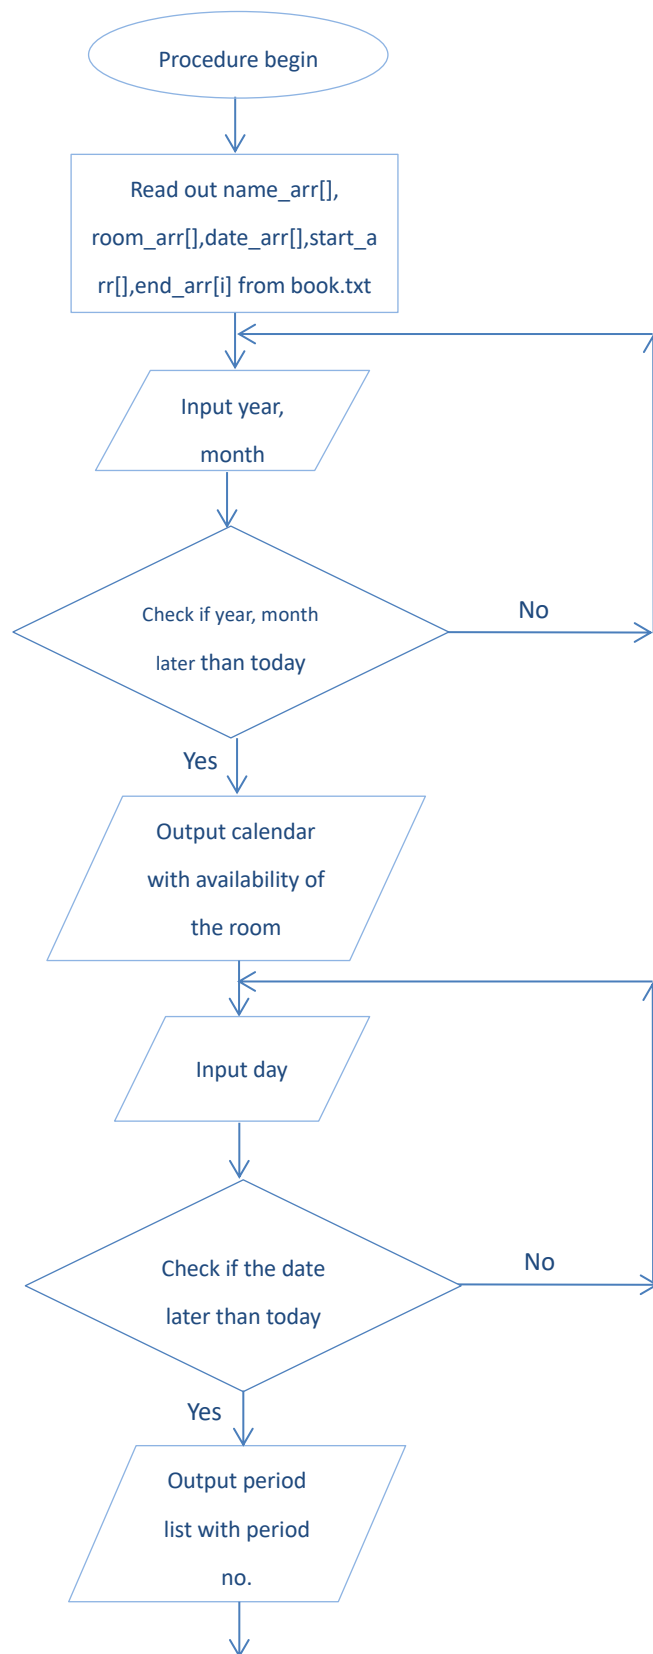 Procedure begin
Read out name_arr[],
room_arr[],date_arr[],start_a
rr[],end_arr[i] from book.txt
Input year,
month
Check if year, month
later than today
No
Yes
Output calendar
with availability of
the room
Input day
Check if the date
later than today
No
Yes
Output period
list with period
no.